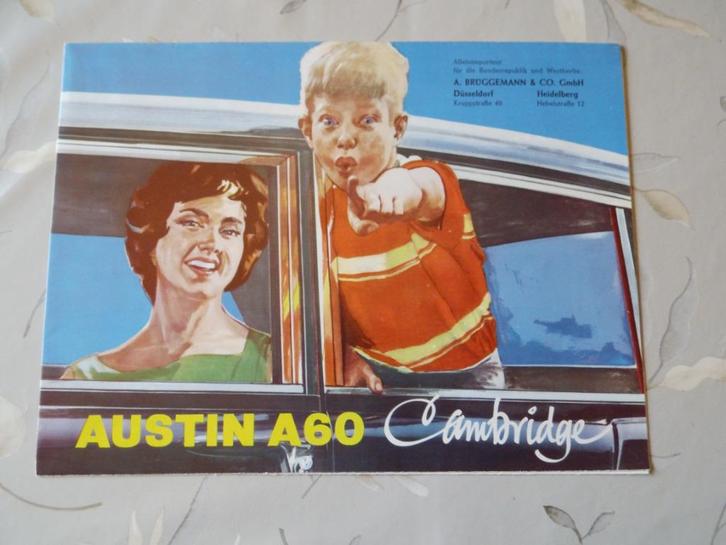 Alleinimporteur
für die Bundesrepublik und Westberlin
A. BRÜGGEMANN & CO. GmbH
Düsseldorf Heidelberg
Kruppstraße 40 Hebelstraße 12
AUSTIN A60 Cambridge